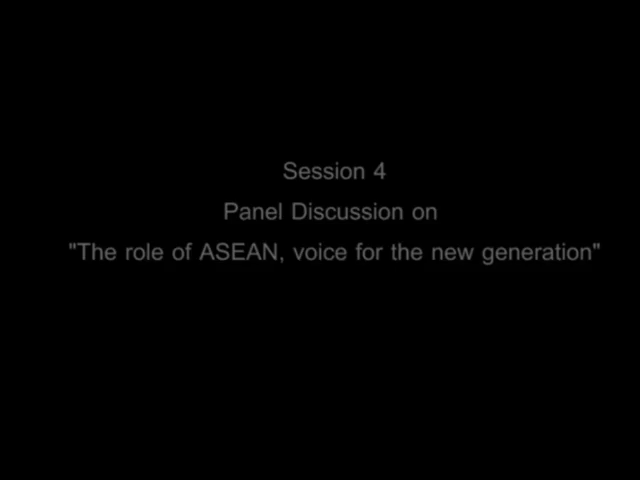 Session 4
Panel Discussion on
"The role of ASEAN, voice for the new generation"